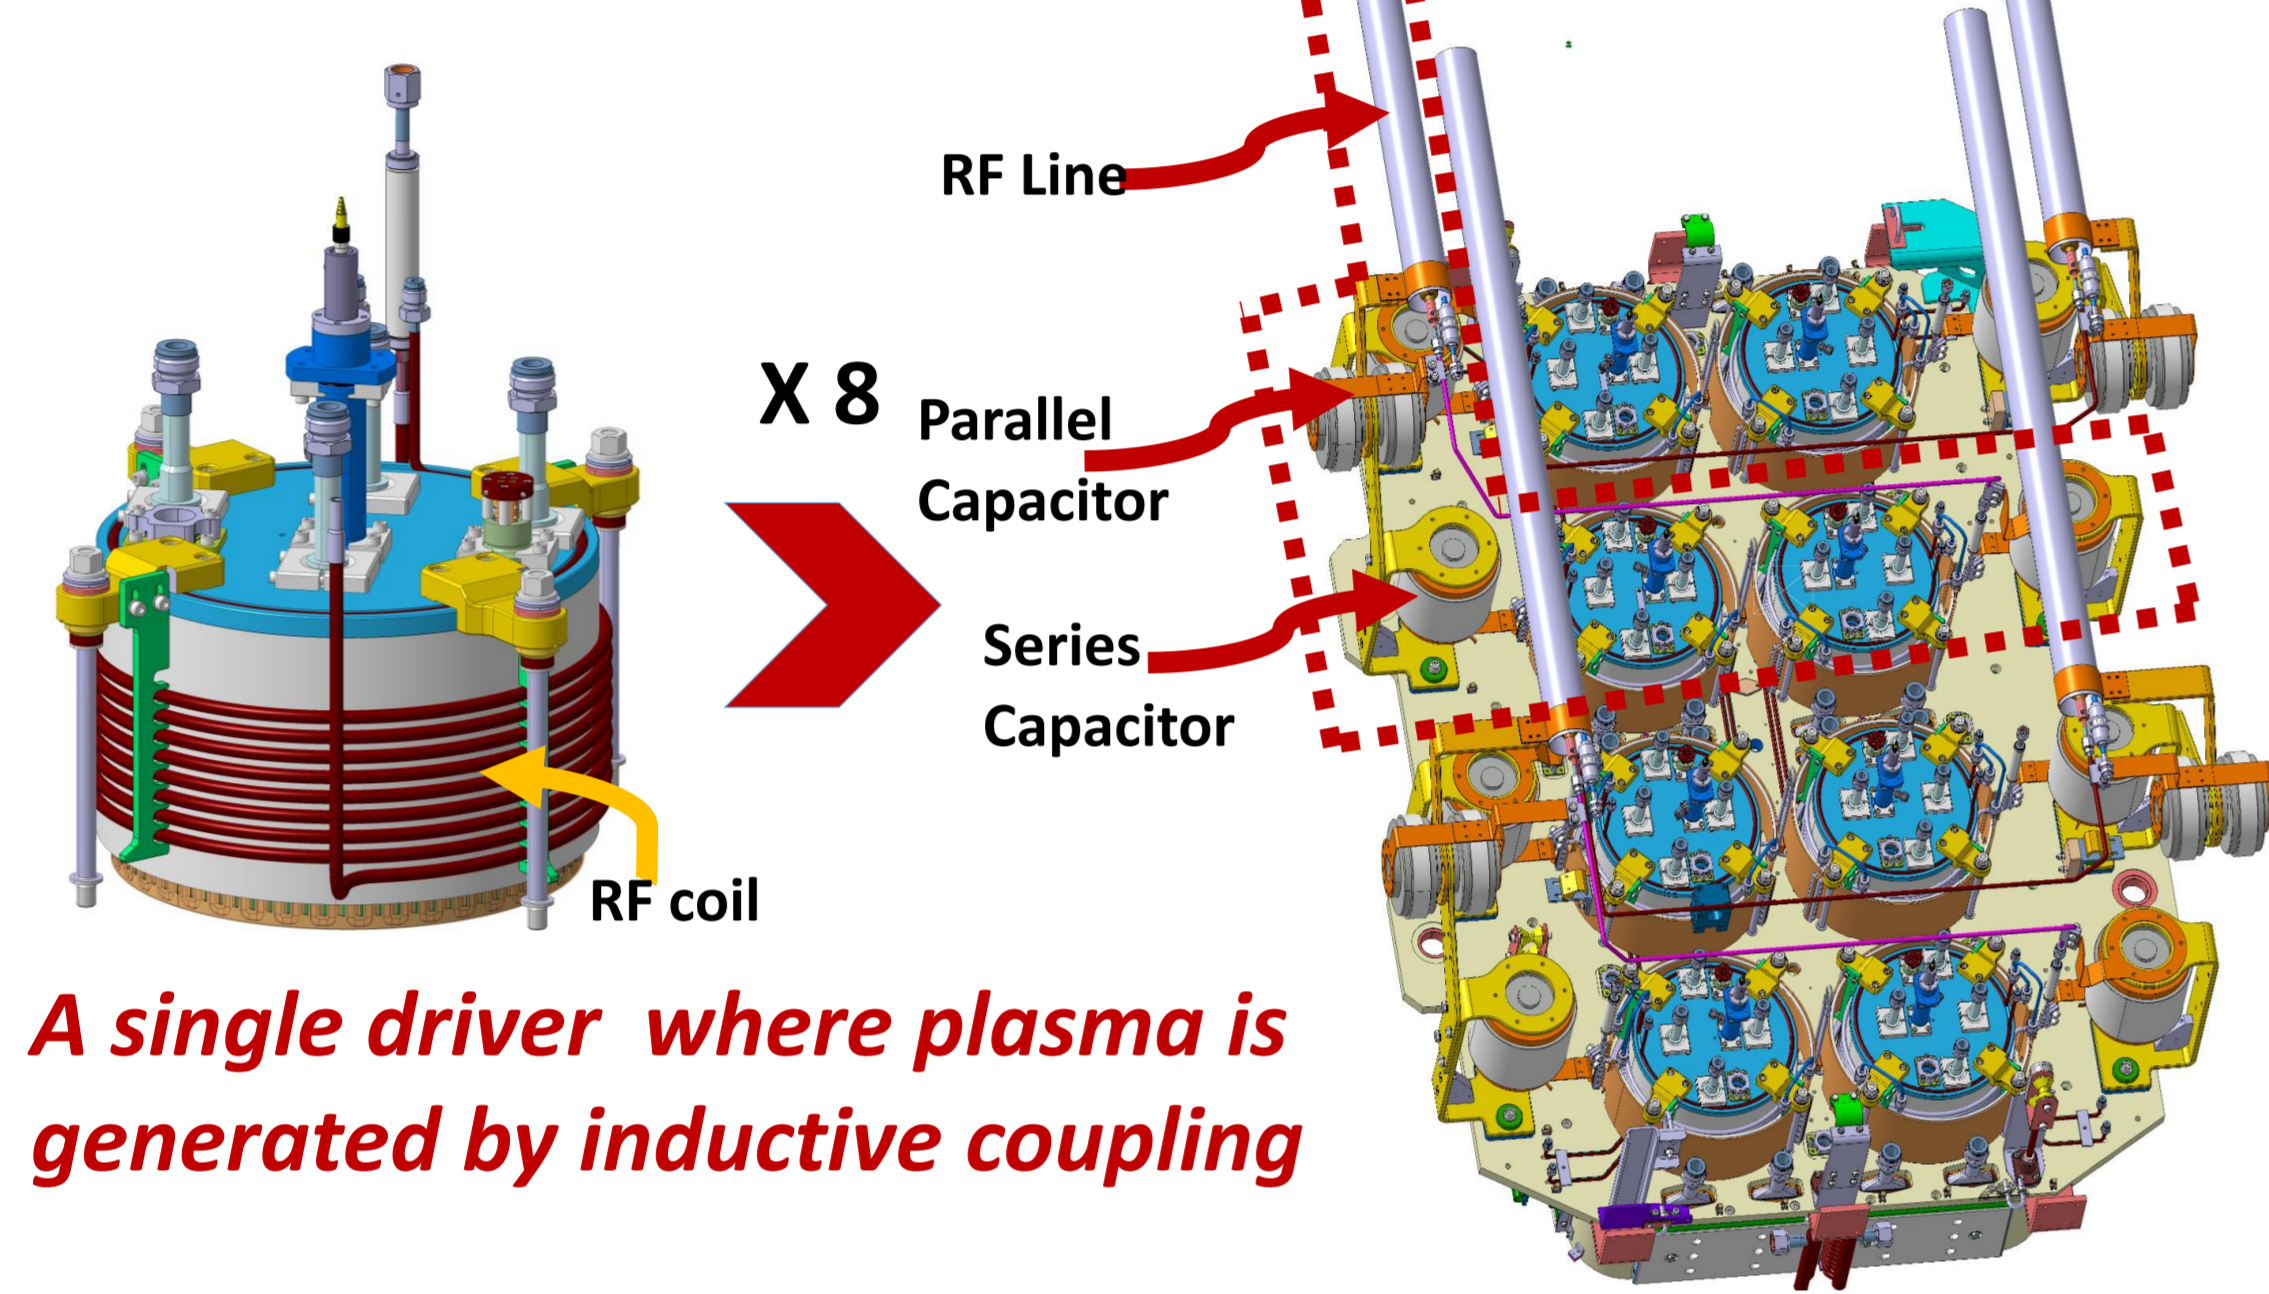 RF Line
X 8
Parallel
Capacitor
Series
Capacitor
RF coil
A single driver where plasma is
generated by inductive coupling